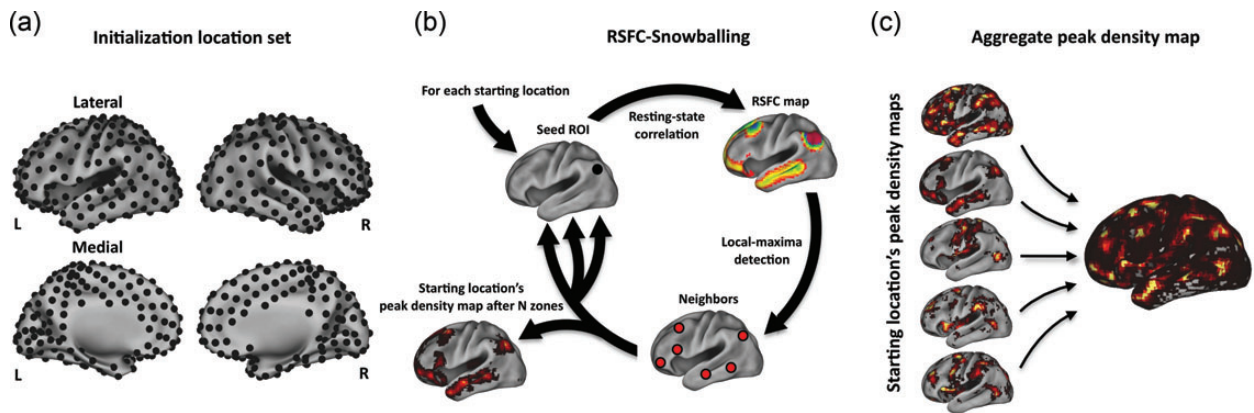 (a)
Initialization location set
Lateral
L
R
Medial
L
R
(b)
RSFC-Snowballing
For each starting location
Seed ROI
Resting-state
correlation
RSFC map
Local-maxima
detection
Neighbors
Starting location's
peak density map after N zones
(c)
Aggregate peak density map
Starting location's peak density maps